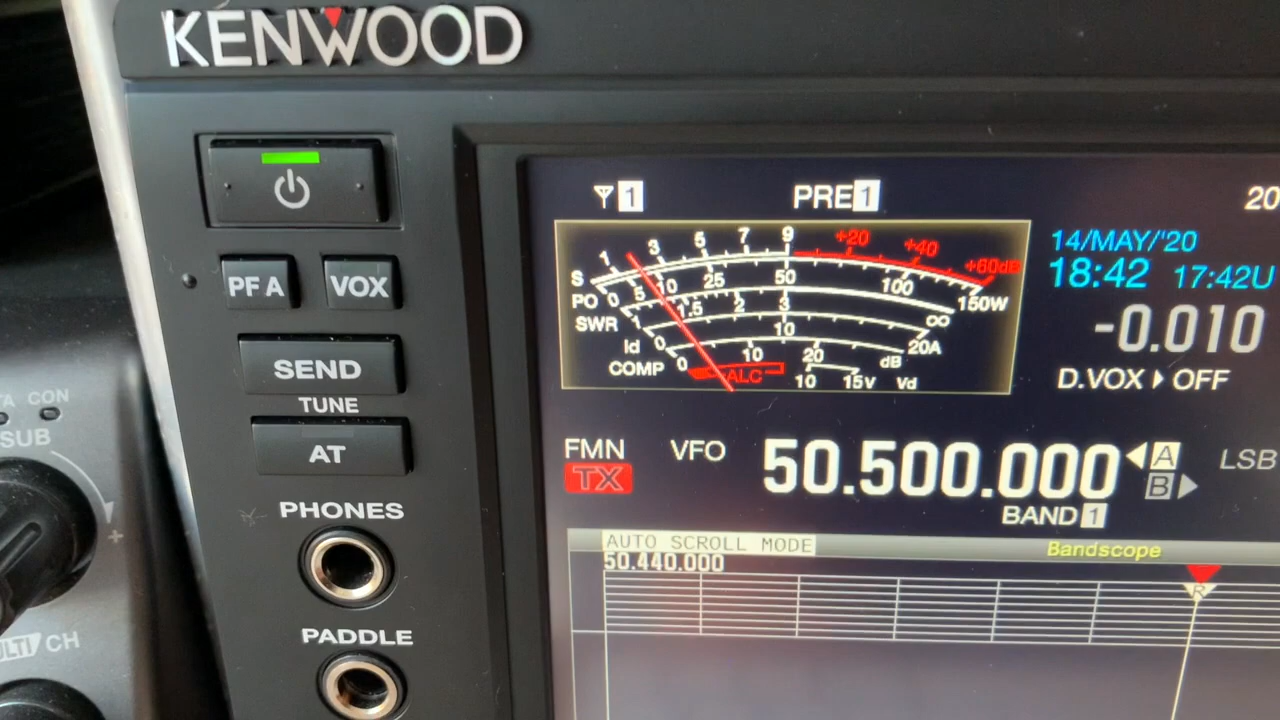 KENWOOD
PF A
VOX
SEND
TUNE
AT
PHONES
PADDLE
CON
SUB
CH
1
PRE 1
20
S 1 3 5 7 9 +20 +40 +60dB
PO 0 5 10 25 50 100 150W
SWR 1 1.5 2 3 ∞
Id 0 10 20A
COMP 0 10 20 dB
ALC 10 15V Vd
14/MAY/'20
18:42 17:42U
-0.010
D.VOX OFF
FMN VFO 50.500.000 A LSB
TX B
BAND 1
AUTO SCROLL MODE Bandscope
50.440.000
R